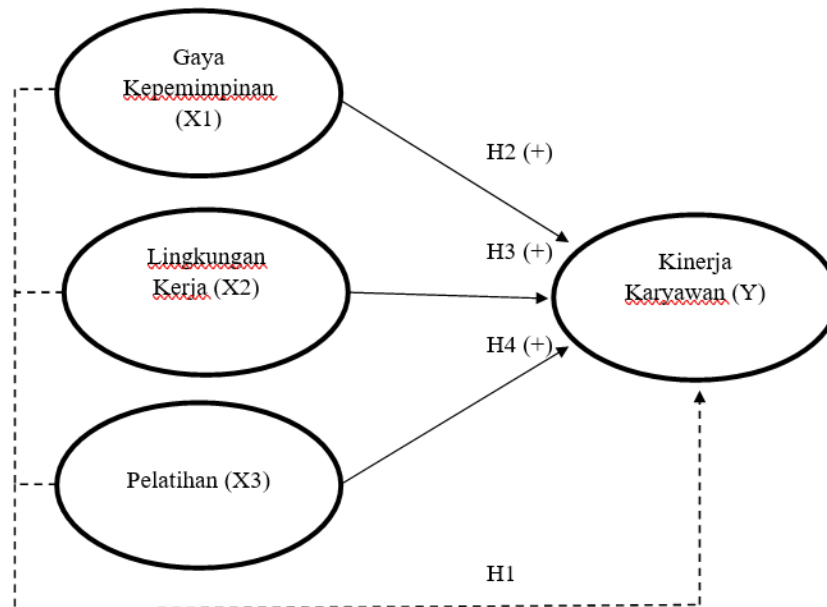 Gaya
Kepemimpinan
(X1)
H2 (+)
Lingkungan
Kerja (X2)
H3 (+)
Kinerja
Karyawan (Y)
H4 (+)
Pelatihan (X3)
H1